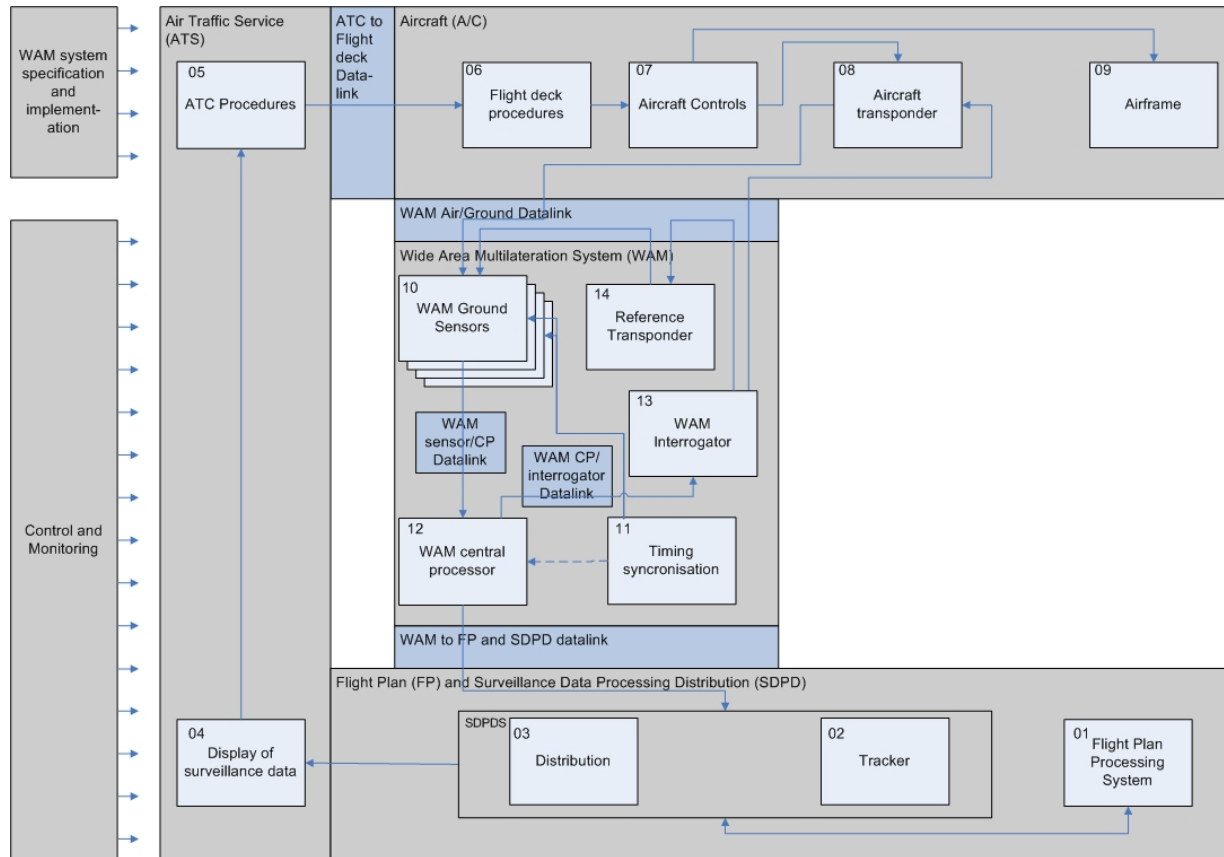 WAM system
specification
and
implement-
ation
Control and
Monitoring
Air Traffic Service
(ATS)
05
ATC Procedures
04
Display of
surveillance data
ATC to
Flight
deck
Data-
link
Aircraft (A/C)
06
Flight deck
procedures
07
Aircraft Controls
08
Aircraft
transponder
09
Airframe
WAM Air/Ground Datalink
Wide Area Multilateration System (WAM)
10
WAM Ground
Sensors
14
Reference
Transponder
13
WAM
Interrogator
WAM
sensor/CP
Datalink
WAM CP/
interrogator
Datalink
12
WAM central
processor
11
Timing
syncronisation
WAM to FP and SDPD datalink
Flight Plan (FP) and Surveillance Data Processing Distribution (SDPD)
SDPDS
03
Distribution
02
Tracker
01
Flight Plan
Processing
System